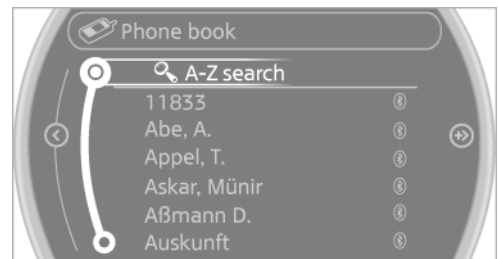 Phone book
A-Z search
11833
Abe, A.
Appel, T.
Askar, Münir
Aßmann D.
Auskunft